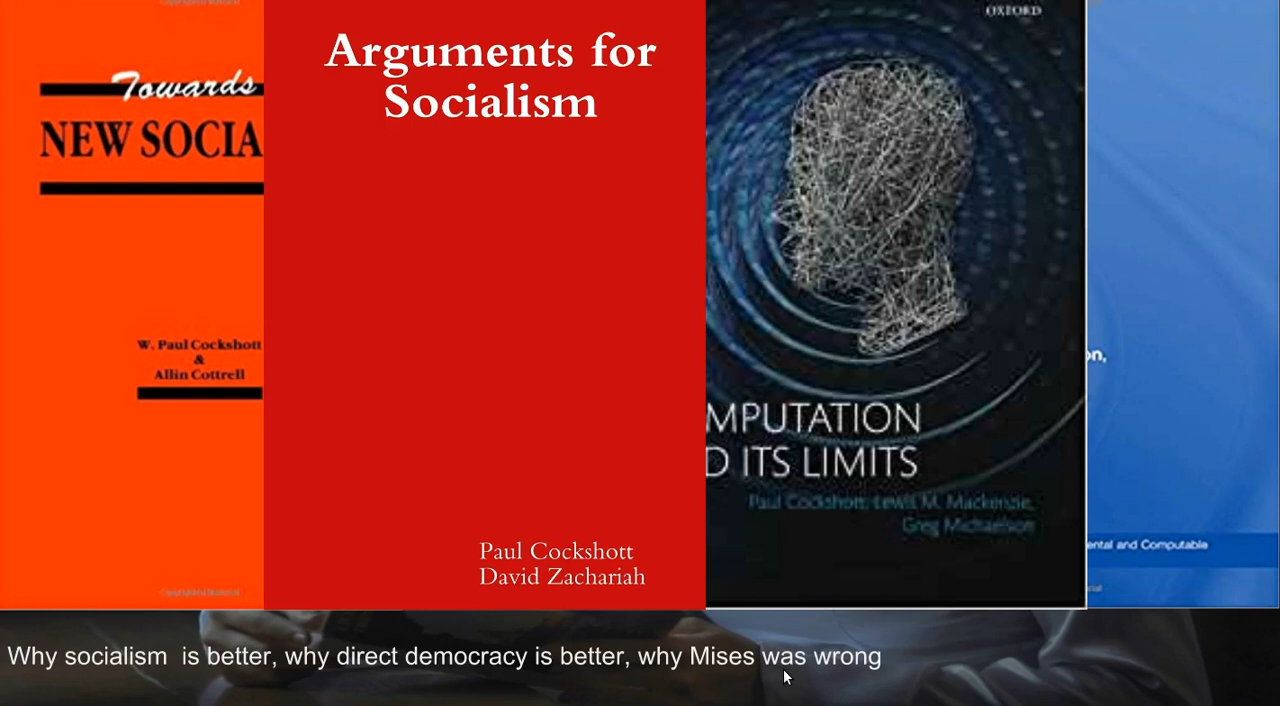 Towards
NEW SOCIA
W. Paul Cockshott
&
Allin Cottrell
Arguments for
Socialism
Paul Cockshott
David Zachariah
OXFORD
MPUTATION
D ITS LIMITS
Paul Cockshott, Lewis M. Mackenzie,
Greg Michaelson
on,
ental and Computable
Why socialism  is better, why direct democracy is better, why Mises was wrong